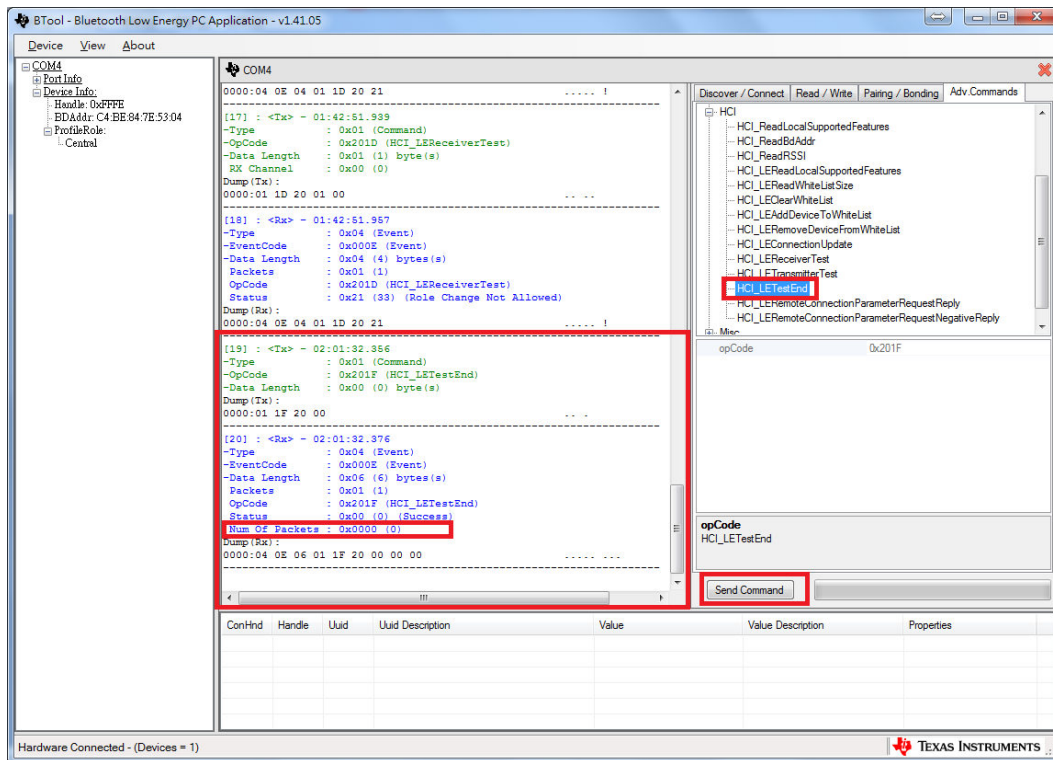 BTool - Bluetooth Low Energy PC Application - v1.41.05
Device View About
COM4
Port Info
Device Info:
Handle: 0xFFFE
BDAddr: C4:BE:84:7E:53:04
ProfileRole:
Central
COM4
0000:04 0E 04 01 1D 20 21 ..... !
[17] : <Tx> - 01:42:51.939
-Type : 0x01 (Command)
-OpCode : 0x201D (HCI_LEReceiverTest)
-Data Length : 0x01 (1) byte(s)
RX Channel : 0x00 (0)
Dump(Tx):
0000:01 1D 20 01 00 .. ..
[18] : <Rx> - 01:42:51.957
-Type : 0x04 (Event)
-EventCode : 0x000E (Event)
-Data Length : 0x04 (4) bytes(s)
Packets : 0x01 (1)
OpCode : 0x201D (HCI_LEReceiverTest)
Status : 0x21 (33) (Role Change Not Allowed)
Dump(Rx):
0000:04 0E 04 01 1D 20 21 ..... !
[19] : <Tx> - 02:01:32.356
-Type : 0x01 (Command)
-OpCode : 0x201F (HCI_LETestEnd)
-Data Length : 0x00 (0) byte(s)
Dump(Tx):
0000:01 1F 20 00 .. .
[20] : <Rx> - 02:01:32.376
-Type : 0x04 (Event)
-EventCode : 0x000E (Event)
-Data Length : 0x06 (6) bytes(s)
Packets : 0x01 (1)
OpCode : 0x201F (HCI_LETestEnd)
Status : 0x00 (0) (Success)
Num Of Packets : 0x0000 (0)
Dump(Rx):
0000:04 0E 06 01 1F 20 00 00 00 ..... ...
Discover / Connect Read / Write Pairing / Bonding Adv.Commands
HCI
HCI_ReadLocalSupportedFeatures
HCI_ReadBdAddr
HCI_ReadRSSI
HCI_LEReadLocalSupportedFeatures
HCI_LEReadWhiteListSize
HCI_LEClearWhiteList
HCI_LEAddDeviceToWhiteList
HCI_LERemoveDeviceFromWhiteList
HCI_LEConnectionUpdate
HCI_LEReceiverTest
HCI_LETransmitterTest
HCI_LETestEnd
HCI_LERemoteConnectionParameterRequestReply
HCI_LERemoteConnectionParameterRequestNegativeReply
Misc
opCode 0x201F
opCode
HCI_LETestEnd
Send Command
ConHnd Handle Uuid Uuid Description Value Value Description Properties
Hardware Connected - (Devices = 1)
TEXAS INSTRUMENTS